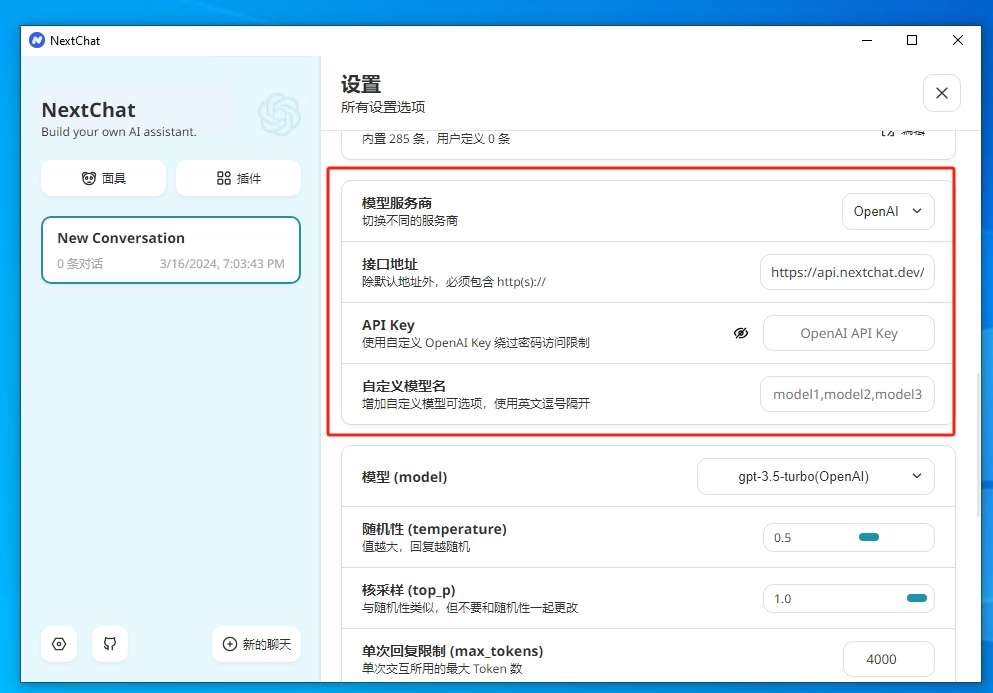 NextChat
NextChat
Build your own AI assistant.
面具
插件
New Conversation
0 条对话
3/16/2024, 7:03:43 PM
新的聊天
设置
所有设置选项
内置 285 条，用户定义 0 条
编辑
模型服务商
切换不同的服务商
OpenAI
接口地址
除默认地址外，必须包含 http(s)://
https://api.nextchat.dev/
API Key
使用自定义 OpenAI Key 绕过密码访问限制
OpenAI API Key
自定义模型名
增加自定义模型可选项，使用英文逗号隔开
model1,model2,model3
模型 (model)
gpt-3.5-turbo(OpenAI)
随机性 (temperature)
值越大，回复越随机
0.5
核采样 (top_p)
与随机性类似，但不要和随机性一起更改
1.0
单次回复限制 (max_tokens)
单次交互所用的最大 Token 数
4000